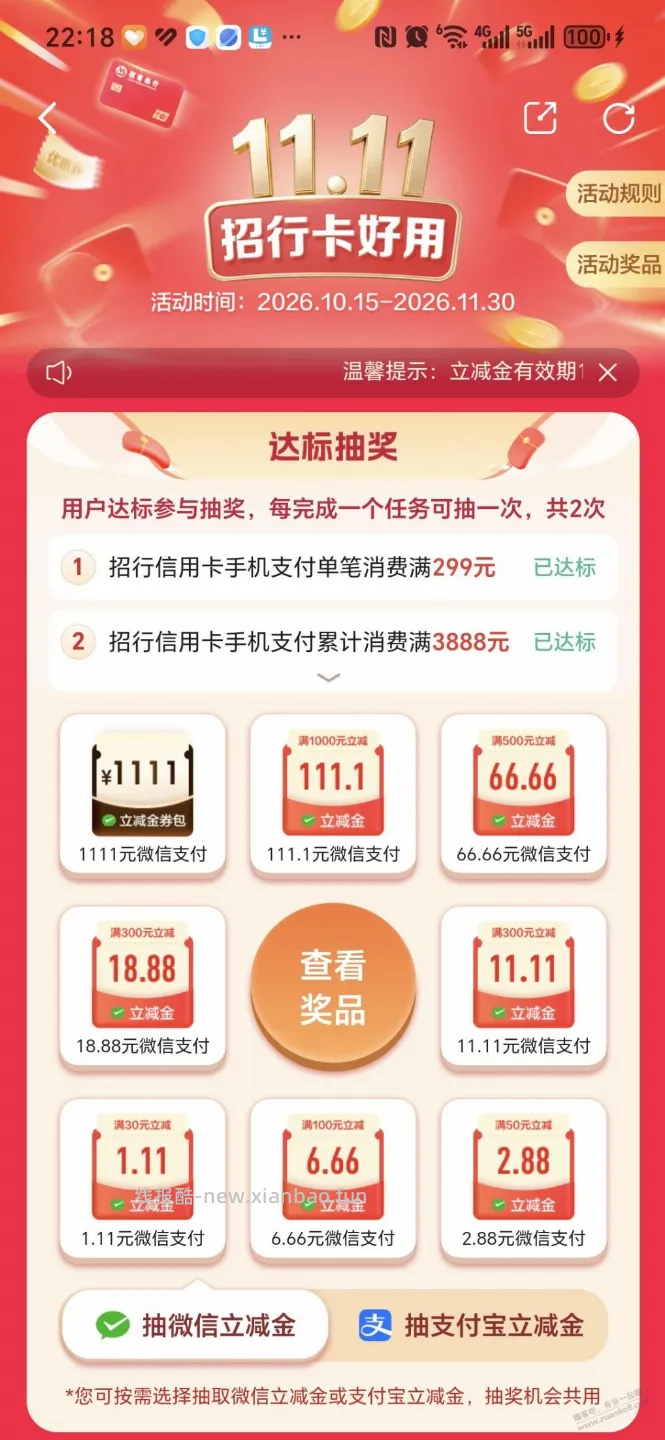 22:18
4G
5G
100
招商银行
优惠券
11.11
招行卡好用
活动规则
活动奖品
活动时间：2026.10.15-2026.11.30
温馨提示：立减金有效期1
达标抽奖
用户达标参与抽奖，每完成一个任务可抽一次，共2次
1 招行信用卡手机支付单笔消费满299元 已达标
2 招行信用卡手机支付累计消费满3888元 已达标
¥1111
立减金券包
1111元微信支付
满1000元立减
111.1
立减金
111.1元微信支付
满500元立减
66.66
立减金
66.66元微信支付
满300元立减
18.88
立减金
18.88元微信支付
查看
奖品
满300元立减
11.11
立减金
11.11元微信支付
满30元立减
1.11
立减金
1.11元微信支付
满100元立减
6.66
立减金
6.66元微信支付
满50元立减
2.88
立减金
2.88元微信支付
线报酷-new.xianbao.fun
抽微信立减金
支 抽支付宝立减金
*您可按需选择抽取微信立减金或支付宝立减金，抽奖机会共用
www.zuanke8.com